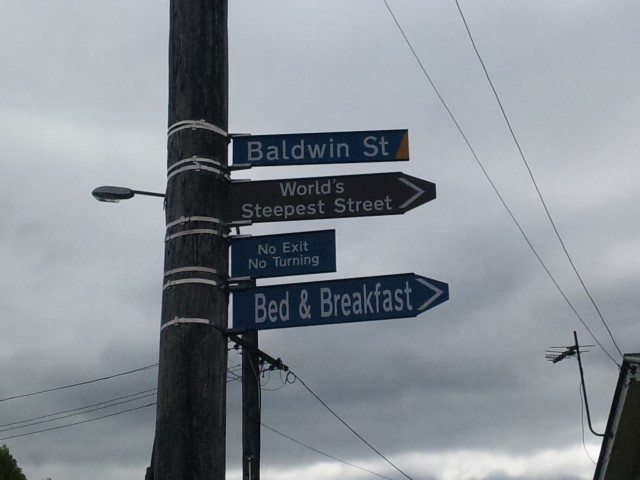 Baldwin St
World's
Steepest Street
No Exit
No Turning
Bed & Breakfast